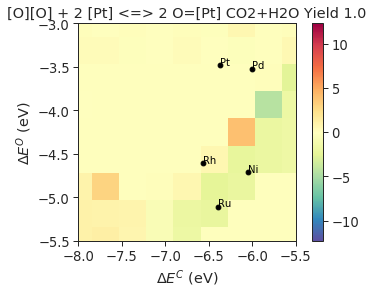 [O][O] + 2 [Pt] <=> 2 O=[Pt] CO2+H2O Yield 1.0
−3.0
−3.5
−4.0
−4.5
−5.0
−5.5
ΔE^O (eV)
Pt
Pd
Rh
Ni
Ru
−8.0 −7.5 −7.0 −6.5 −6.0 −5.5
ΔE^C (eV)
10
5
0
−5
−10